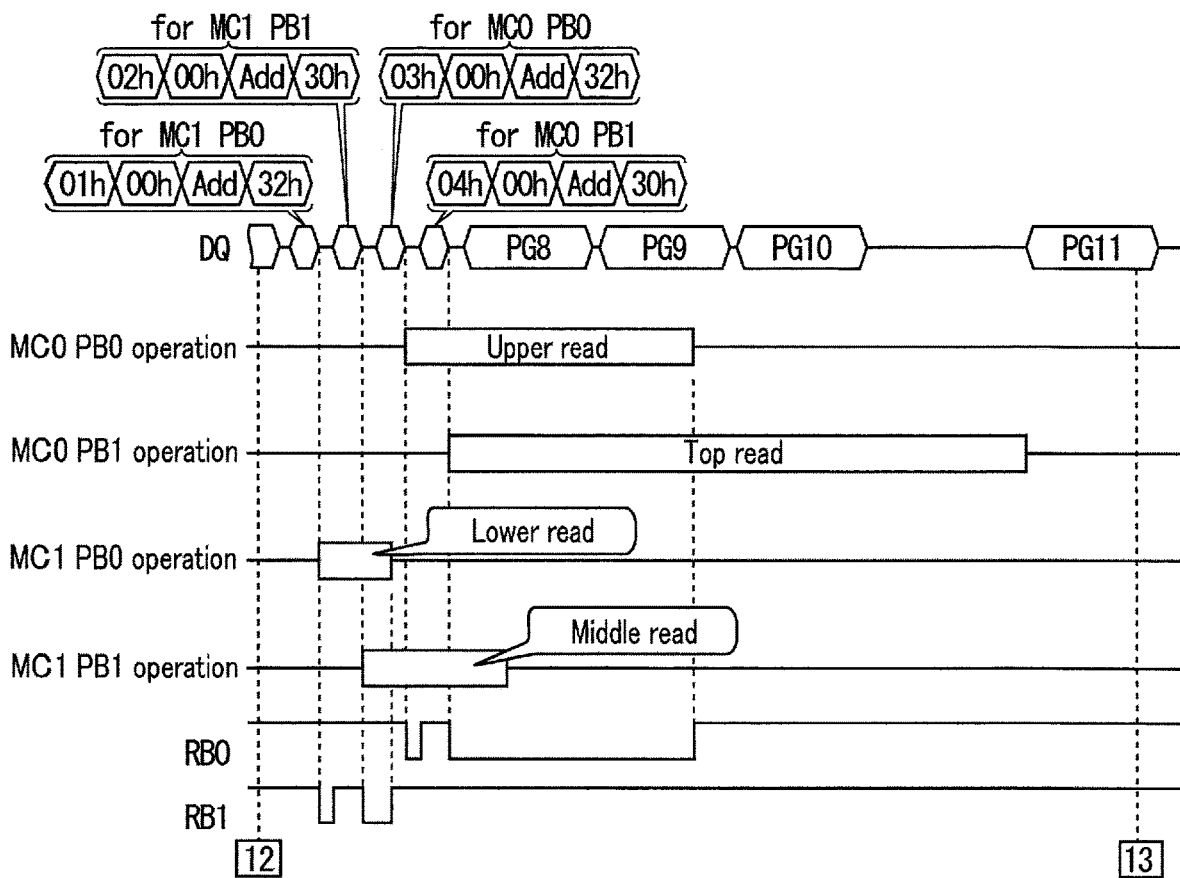 for MC1 PB1
for MC0 PB0
02h 00h Add 30h
03h 00h Add 32h
for MC1 PB0
for MC0 PB1
01h 00h Add 32h
04h 00h Add 30h
DQ PG8 PG9 PG10 PG11
MC0 PB0 operation Upper read
MC0 PB1 operation Top read
Lower read
MC1 PB0 operation
Middle read
MC1 PB1 operation
RB0
RB1
12 13